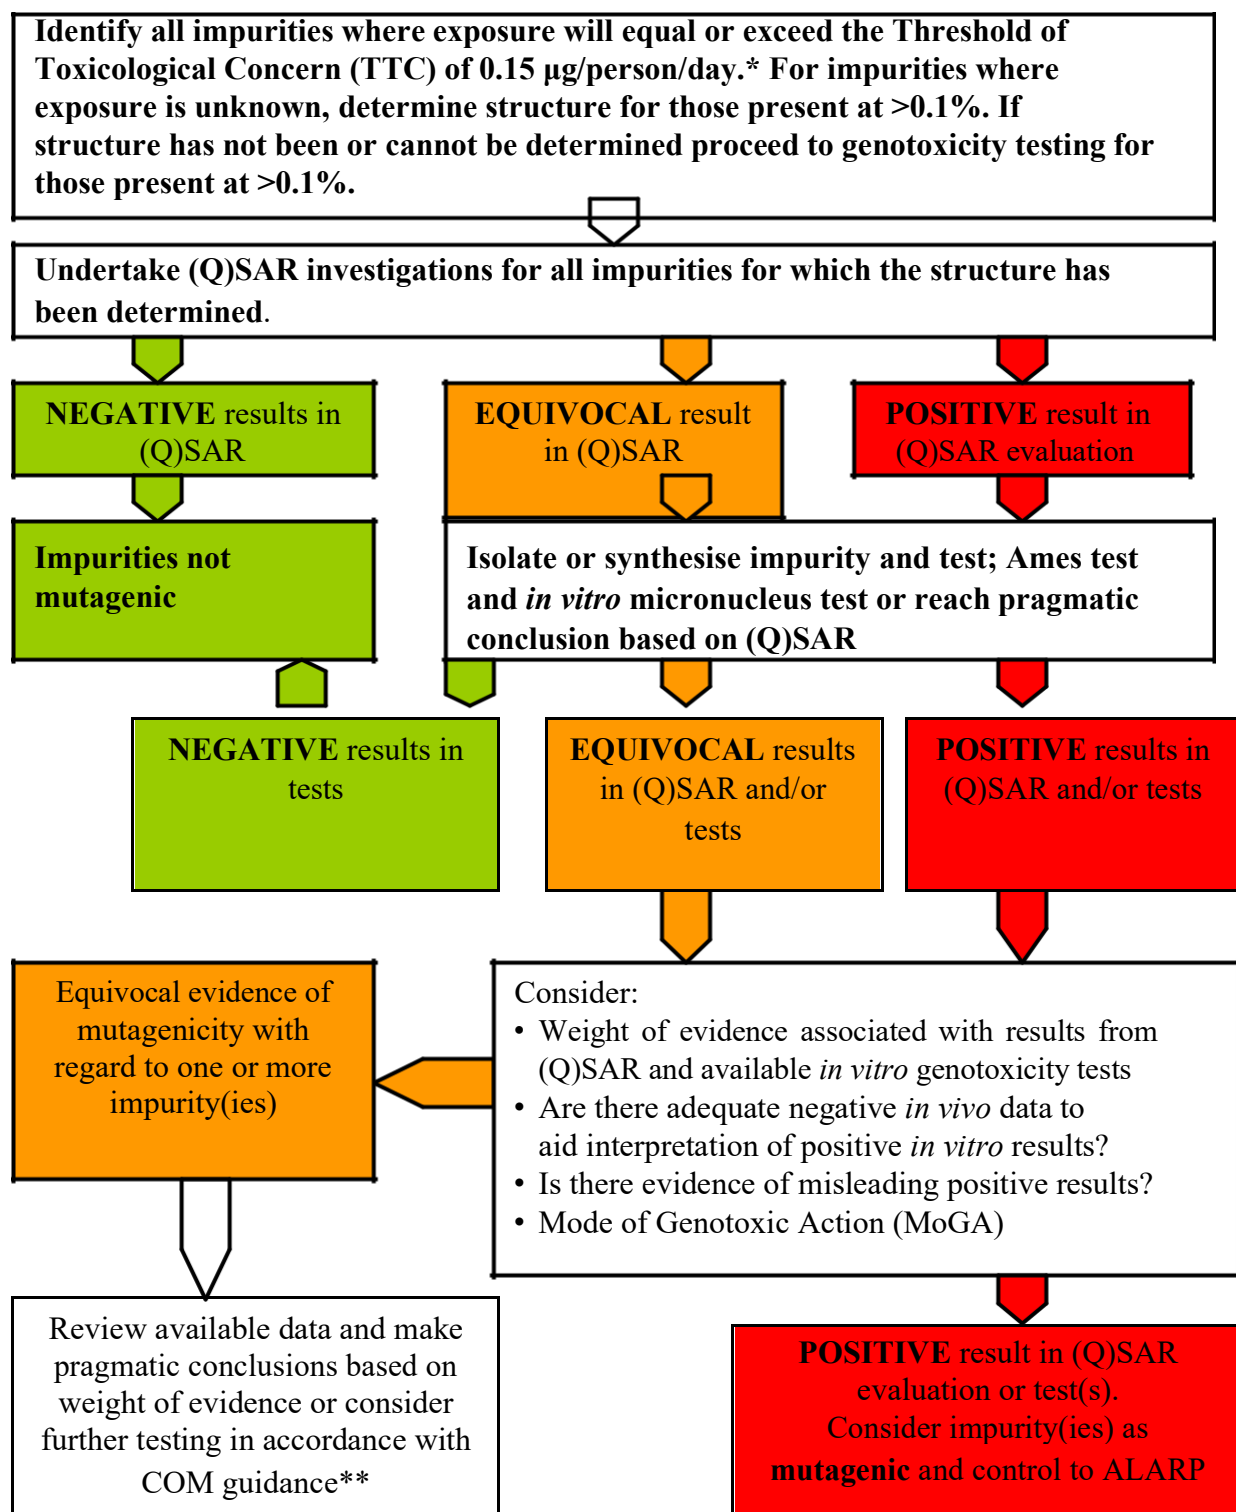 Identify all impurities where exposure will equal or exceed the Threshold of
Toxicological Concern (TTC) of 0.15 µg/person/day.* For impurities where
exposure is unknown, determine structure for those present at >0.1%. If
structure has not been or cannot be determined proceed to genotoxicity testing for
those present at >0.1%.
Undertake (Q)SAR investigations for all impurities for which the structure has
been determined.
NEGATIVE results in
(Q)SAR
EQUIVOCAL result
in (Q)SAR
POSITIVE result in
(Q)SAR evaluation
Impurities not
mutagenic
Isolate or synthesise impurity and test; Ames test
and in vitro micronucleus test or reach pragmatic
conclusion based on (Q)SAR
NEGATIVE results in
tests
EQUIVOCAL results
in (Q)SAR and/or
tests
POSITIVE results in
(Q)SAR and/or tests
Equivocal evidence of
mutagenicity with
regard to one or more
impurity(ies)
Consider:
• Weight of evidence associated with results from
(Q)SAR and available in vitro genotoxicity tests
• Are there adequate negative in vivo data to
aid interpretation of positive in vitro results?
• Is there evidence of misleading positive results?
• Mode of Genotoxic Action (MoGA)
Review available data and make
pragmatic conclusions based on
weight of evidence or consider
further testing in accordance with
COM guidance**
POSITIVE result in (Q)SAR
evaluation or test(s).
Consider impurity(ies) as
mutagenic and control to ALARP